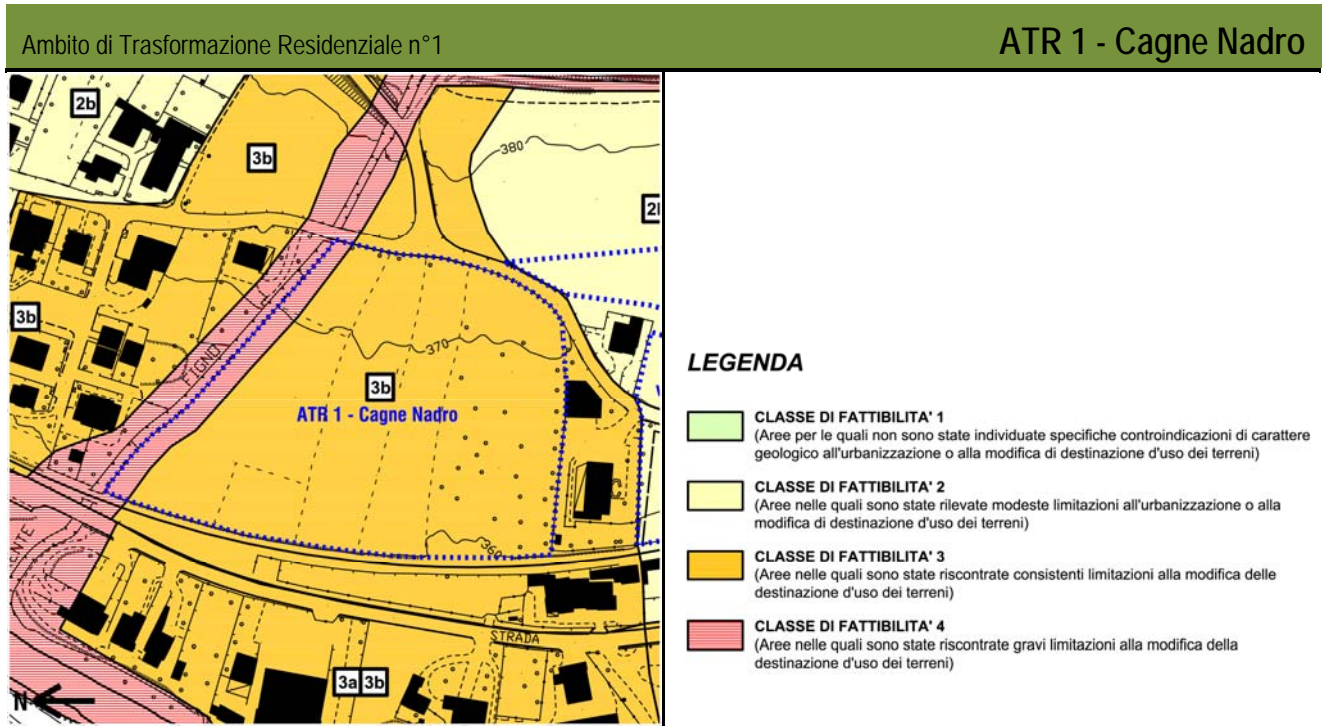 Ambito di Trasformazione Residenziale n°1
ATR 1 - Cagne Nadro
2b
3b
380
370
3b
ATR 1 - Cagne Nadro
3b
FIGNO
360
STRADA
3a 3b
N
LEGENDA
CLASSE DI FATTIBILITA' 1
(Aree per le quali non sono state individuate specifiche controindicazioni di carattere
geologico all'urbanizzazione o alla modifica di destinazione d'uso dei terreni)
CLASSE DI FATTIBILITA' 2
(Aree nelle quali sono state rilevate modeste limitazioni all'urbanizzazione o alla
modifica di destinazione d'uso dei terreni)
CLASSE DI FATTIBILITA' 3
(Aree nelle quali sono state riscontrate consistenti limitazioni alla modifica delle
destinazione d'uso dei terreni)
CLASSE DI FATTIBILITA' 4
(Aree nelle quali sono state riscontrate gravi limitazioni alla modifica della
destinazione d'uso dei terreni)